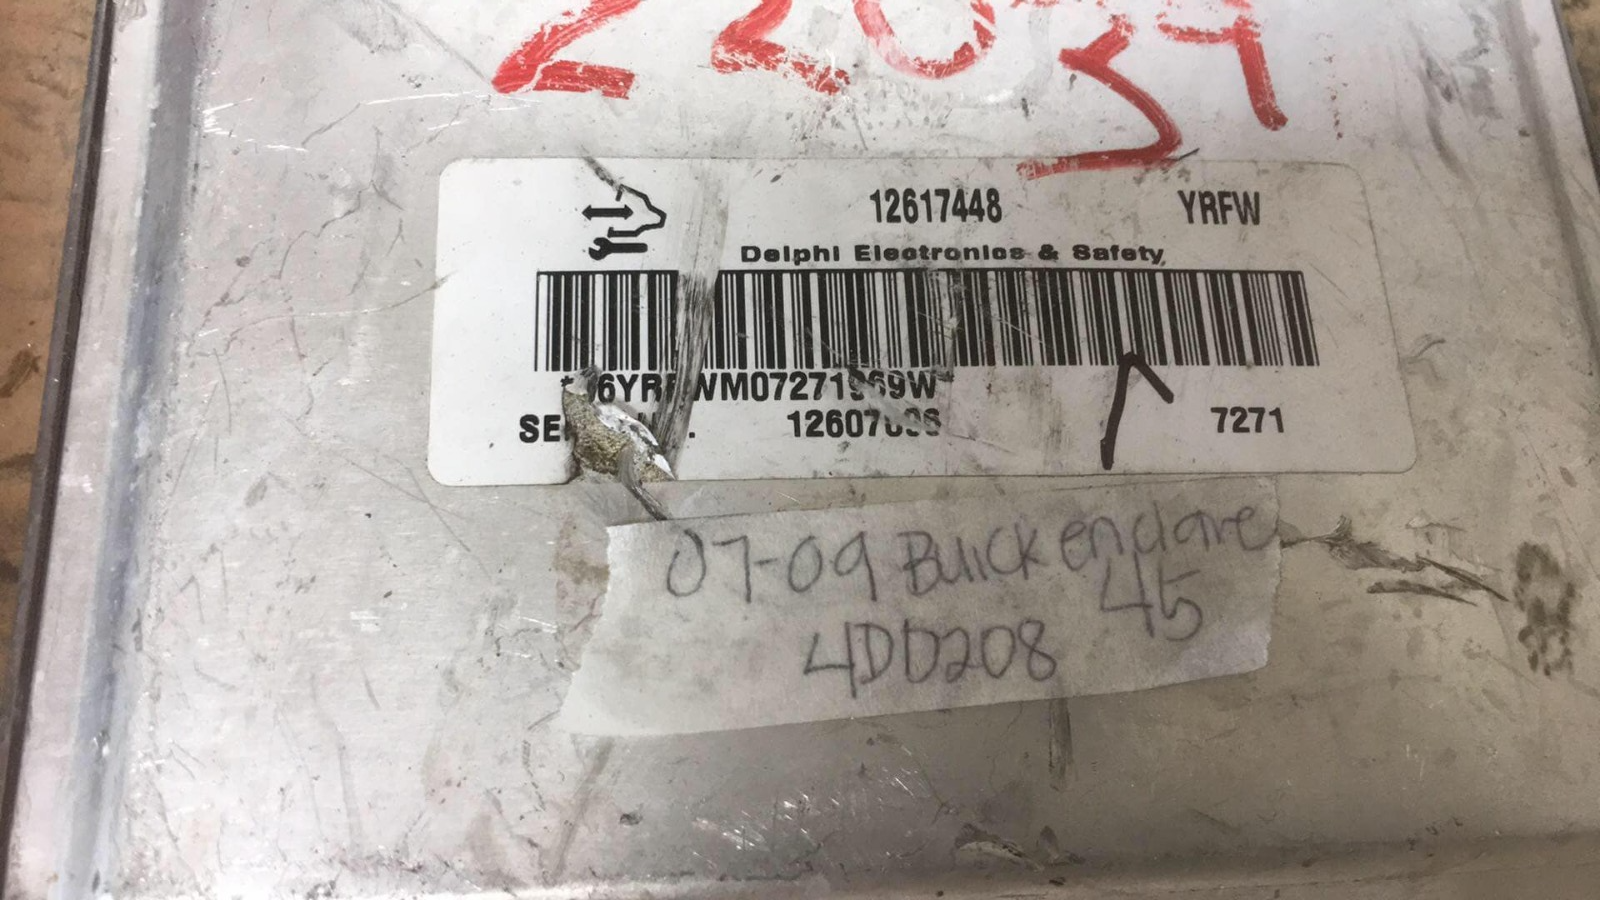 12617448 YRFW
Delphi Electronics & Safety
7271
07-09 Buick enclave
45
4DD208